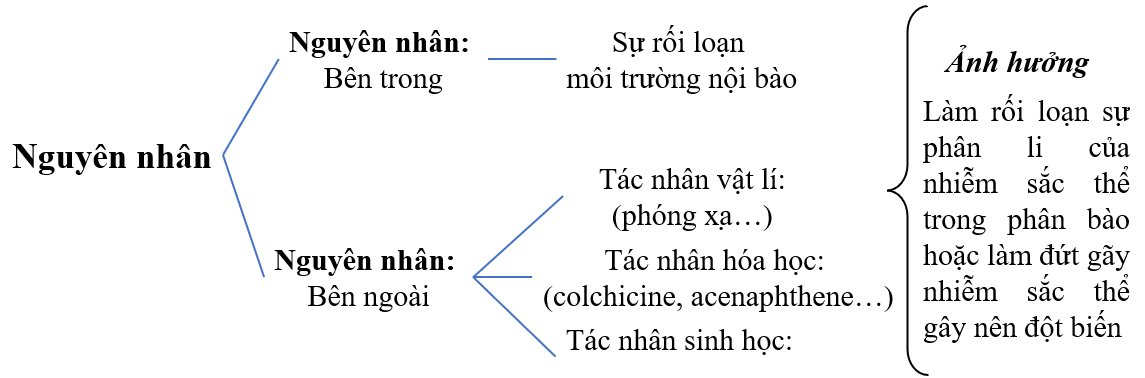 Nguyên nhân
Nguyên nhân:
Bên trong
Sự rối loạn
môi trường nội bào
Nguyên nhân:
Bên ngoài
Tác nhân vật lí:
(phóng xạ…)
Tác nhân hóa học:
(colchicine, acenaphthene…)
Tác nhân sinh học:
Ảnh hưởng
Làm rối loạn sự
phân li của
nhiễm sắc thể
trong phân bào
hoặc làm đứt gãy
nhiễm sắc thể
gây nên đột biến